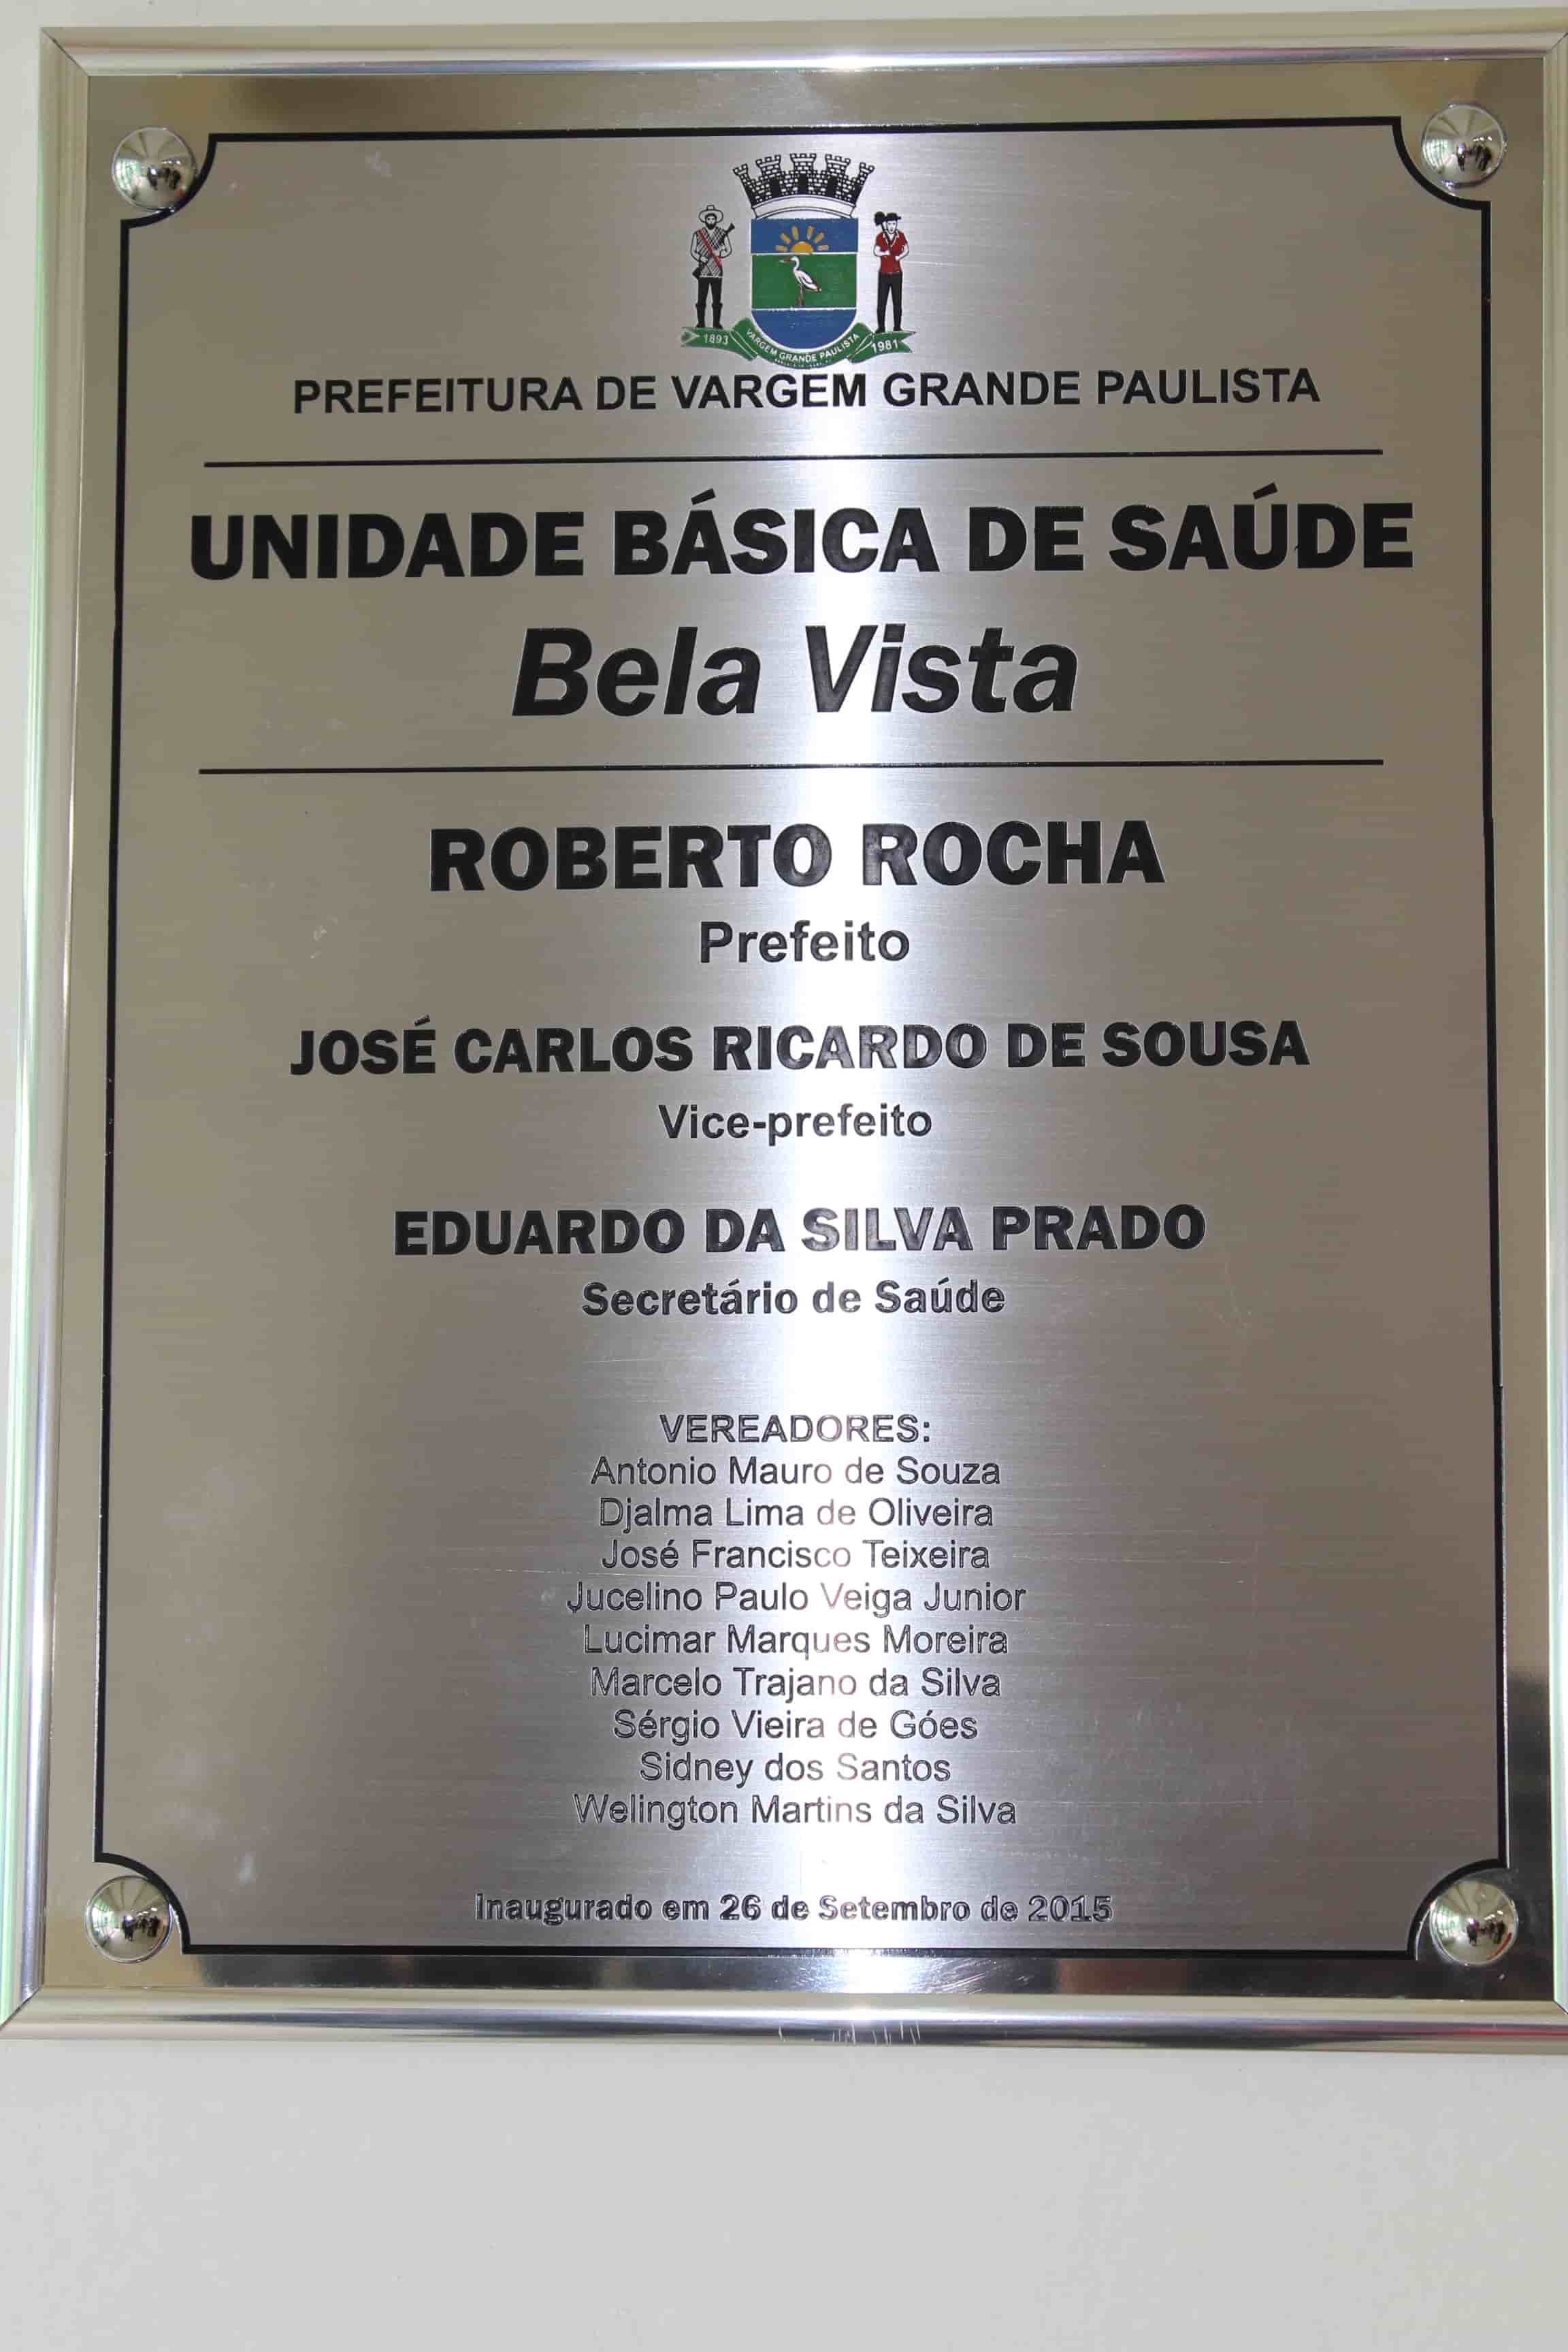 1893 VARGEM GRANDE PAULISTA 1981
PREFEITURA DE VARGEM GRANDE PAULISTA
UNIDADE BÁSICA DE SAÚDE
Bela Vista
ROBERTO ROCHA
Prefeito
JOSÉ CARLOS RICARDO DE SOUSA
Vice-prefeito
EDUARDO DA SILVA PRADO
Secretário de Saúde
VEREADORES:
Antonio Mauro de Souza
Djalma Lima de Oliveira
José Francisco Teixeira
Jucelino Paulo Veiga Junior
Lucimar Marques Moreira
Marcelo Trajano da Silva
Sérgio Vieira de Góes
Sidney dos Santos
Welington Martins da Silva
Inaugurado em 26 de Setembro de 2015